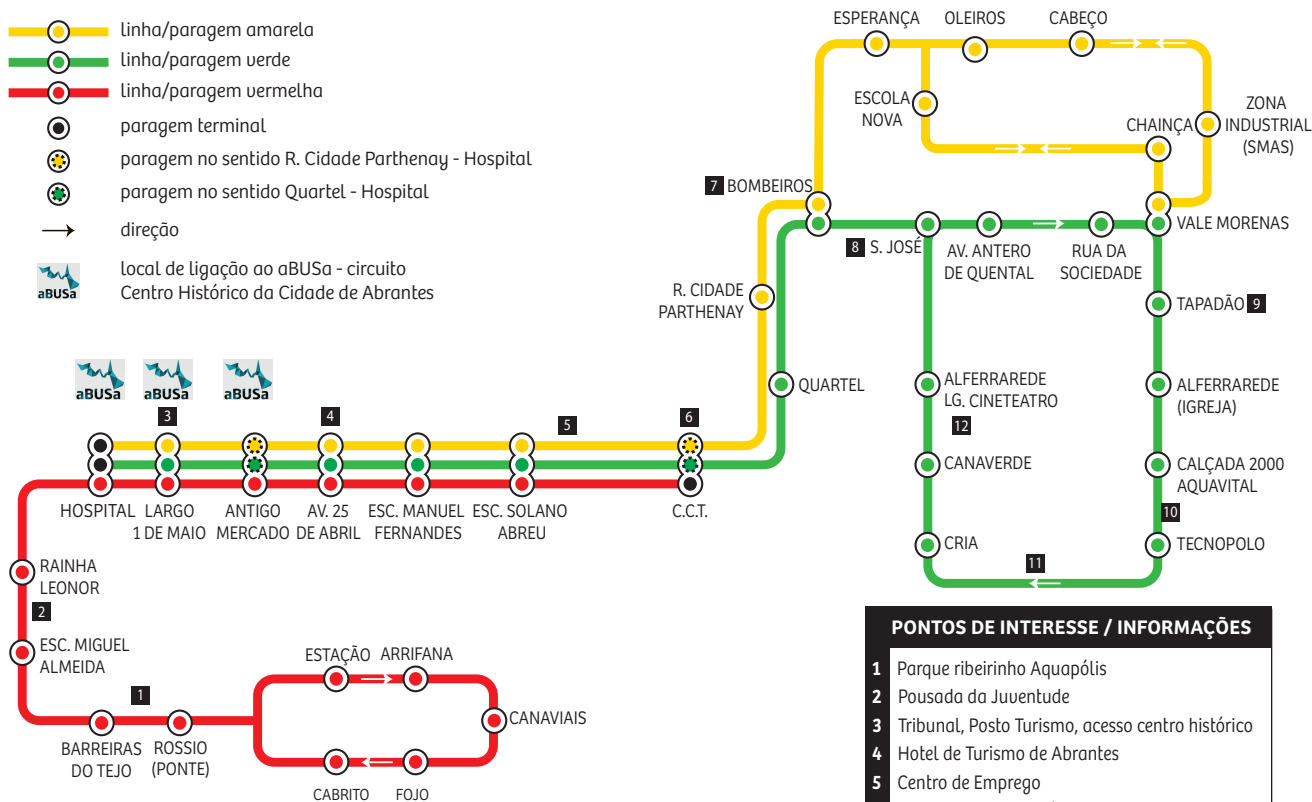 linha/paragem amarela
linha/paragem verde
linha/paragem vermelha
paragem terminal
paragem no sentido R. Cidade Parthenay - Hospital
paragem no sentido Quartel - Hospital
direção
local de ligação ao aBUSa - circuito
Centro Histórico da Cidade de Abrantes
aBUSa
ESPERANÇA
OLEIROS
CABEÇO
ESCOLA
NOVA
CHAINÇA
ZONA
INDUSTRIAL
(SMAS)
7 BOMBEIROS
8 S. JOSÉ
AV. ANTERO
DE QUENTAL
RUA DA
SOCIEDADE
VALE MORENAS
R. CIDADE
PARTHENAY
TAPADÃO 9
QUARTEL
ALFERRAREDE
LG. CINETEATRO
12
ALFERRAREDE
(IGREJA)
CANAVERDE
CALÇADA 2000
AQUAVITAL
10
CRIA
TECNOPOLO
11
aBUSa
aBUSa
aBUSa
3
4
5
6
HOSPITAL
LARGO
1 DE MAIO
ANTIGO
MERCADO
AV. 25
DE ABRIL
ESC. MANUEL
FERNANDES
ESC. SOLANO
ABREU
C.C.T.
RAINHA
LEONOR
2
ESC. MIGUEL
ALMEIDA
1
BARREIRAS
DO TEJO
ROSSIO
(PONTE)
ESTAÇÃO
ARRIFANA
CANAVIAIS
CABRITO
FOJO
PONTOS DE INTERESSE / INFORMAÇÕES
1 Parque ribeirinho Aquapólis
2 Pousada da Juventude
3 Tribunal, Posto Turismo, acesso centro histórico
4 Hotel de Turismo de Abrantes
5 Centro de Emprego